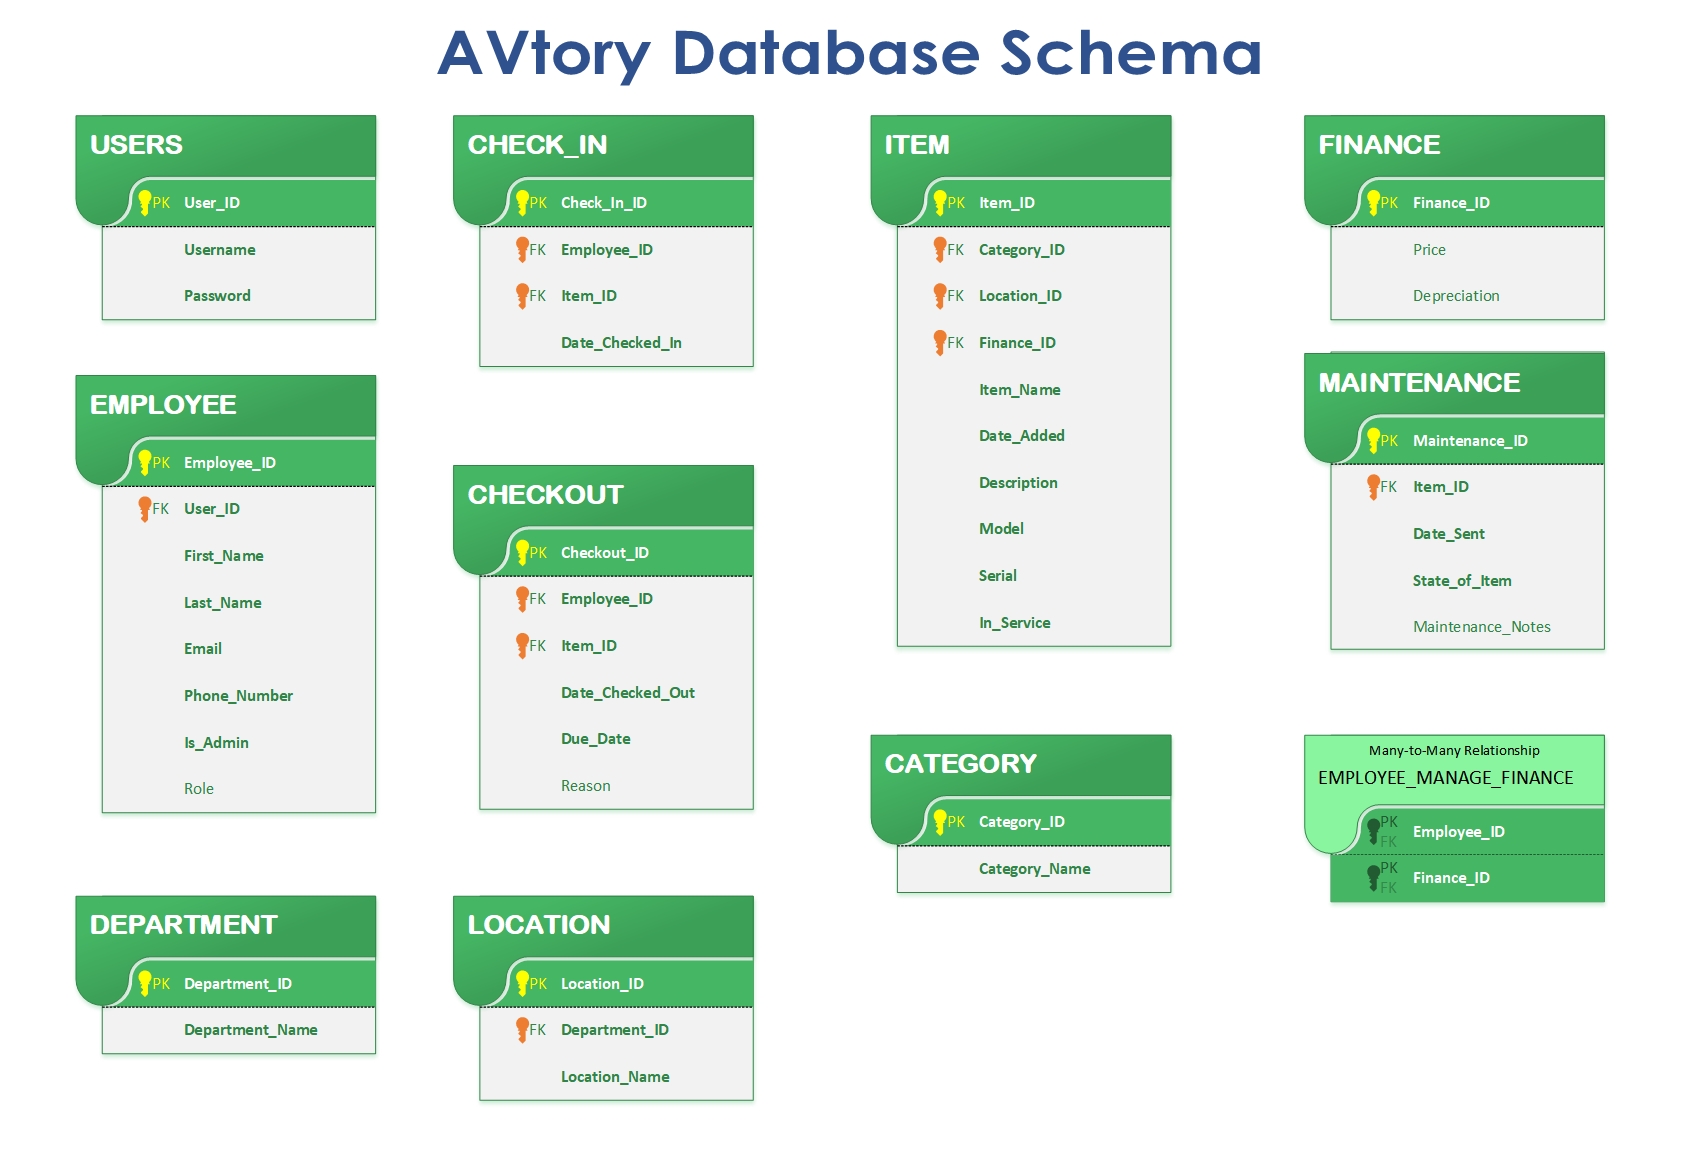 AVtory Database Schema
USERS
PK User_ID
Username
Password
EMPLOYEE
PK Employee_ID
FK User_ID
First_Name
Last_Name
Email
Phone_Number
Is_Admin
Role
DEPARTMENT
PK Department_ID
Department_Name
CHECK_IN
PK Check_In_ID
FK Employee_ID
FK Item_ID
Date_Checked_In
CHECKOUT
PK Checkout_ID
FK Employee_ID
FK Item_ID
Date_Checked_Out
Due_Date
Reason
LOCATION
PK Location_ID
FK Department_ID
Location_Name
ITEM
PK Item_ID
FK Category_ID
FK Location_ID
FK Finance_ID
Item_Name
Date_Added
Description
Model
Serial
In_Service
CATEGORY
PK Category_ID
Category_Name
FINANCE
PK Finance_ID
Price
Depreciation
MAINTENANCE
PK Maintenance_ID
FK Item_ID
Date_Sent
State_of_Item
Maintenance_Notes
Many-to-Many Relationship
EMPLOYEE_MANAGE_FINANCE
PK
FK Employee_ID
PK
FK Finance_ID